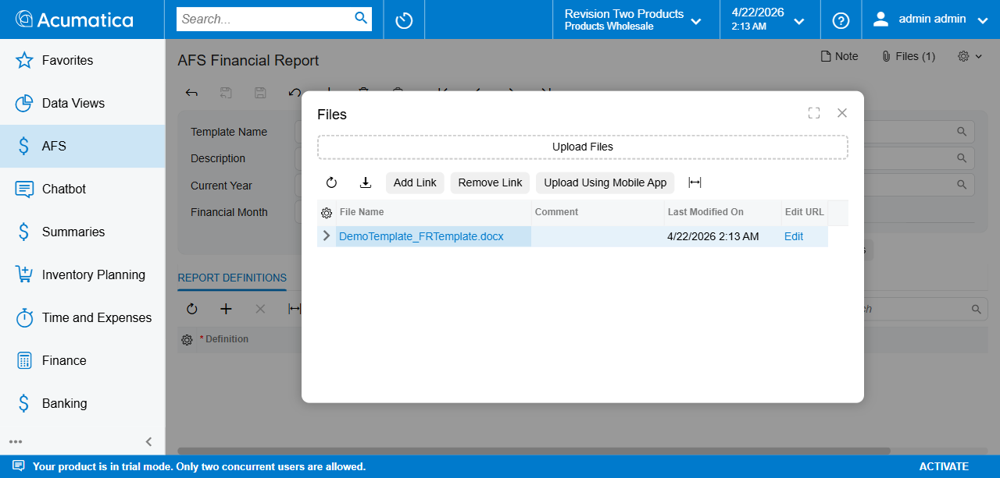 Acumatica
Search...
Revision Two Products
Products Wholesale
4/22/2026
2:13 AM
admin admin
Favorites
Data Views
AFS
Chatbot
Summaries
Inventory Planning
Time and Expenses
Finance
Banking
AFS Financial Report
Note
Files (1)
Template Name
Description
Current Year
Financial Month
REPORT DEFINITIONS
* Definition
Files
Upload Files
Add Link
Remove Link
Upload Using Mobile App
File Name
Comment
Last Modified On
Edit URL
DemoTemplate_FRTemplate.docx
4/22/2026 2:13 AM
Edit
Your product is in trial mode. Only two concurrent users are allowed.
ACTIVATE